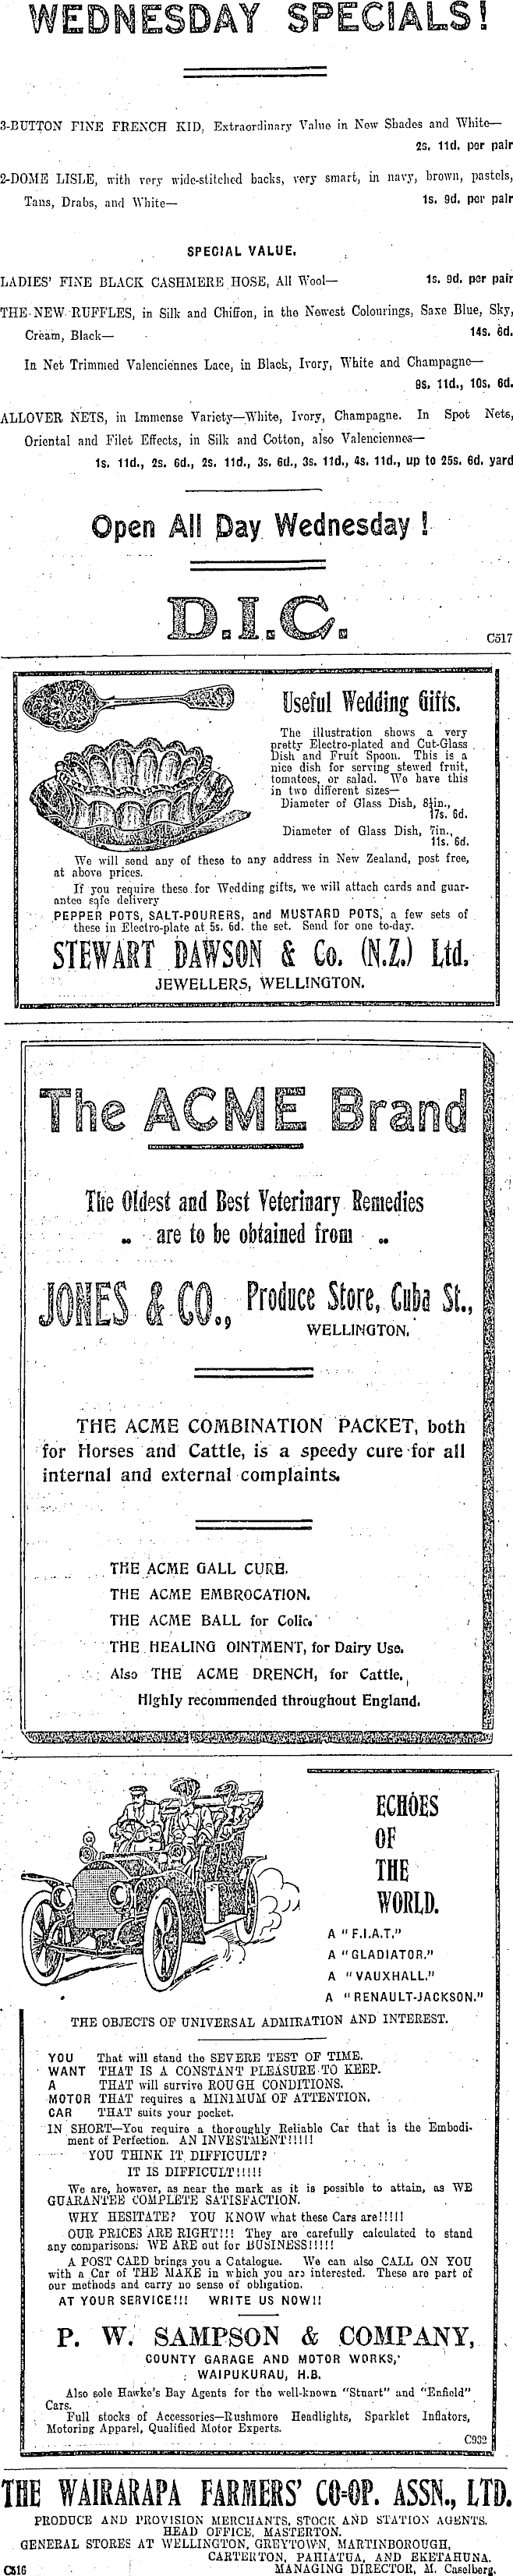 WEDNESDAY SPECIALS!
3-BUTTON FINE FRENCH KID, Extraordinary Value in New Shades and White—
2s. 11d. per pair
2-DOME LISLE, with very wide-stitched backs, very smart, in navy, brown, pastels,
Tans, Drabs, and White— 1s. 9d. per pair
SPECIAL VALUE.
LADIES' FINE BLACK CASHMERE HOSE, All Wool— 1s. 9d. per pair
THE NEW RUFFLES, in Silk and Chiffon, in the Newest Colourings, Saxe Blue, Sky,
Cream, Black— 14s. 6d.
In Net Trimmed Valenciennes Lace, in Black, Ivory, White and Champagne—
8s. 11d., 10s. 6d.
ALLOVER NETS, in Immense Variety—White, Ivory, Champagne. In Spot Nets,
Oriental and Filet Effects, in Silk and Cotton, also Valenciennes—
1s. 11d., 2s. 6d., 2s. 11d., 3s. 6d., 3s. 11d., 4s. 11d., up to 25s. 6d. yard
Open All Day Wednesday!
D.I.C.
C517
Useful Wedding Gifts.
The illustration shows a very
pretty Electro-plated and Cut-Glass
Dish and Fruit Spoon. This is a
nice dish for serving stewed fruit,
tomatoes, or salad. We have this
in two different sizes—
Diameter of Glass Dish, 8½in.,
17s. 6d.
Diameter of Glass Dish, 7in.,
11s. 6d.
We will send any of these to any address in New Zealand, post free,
at above prices.
If you require these for Wedding gifts, we will attach cards and guar-
antee safe delivery
PEPPER POTS, SALT-POURERS, and MUSTARD POTS, a few sets of
these in Electro-plate at 5s. 6d. the set. Send for one to-day.
STEWART DAWSON & Co. (N.Z.) Ltd.
JEWELLERS, WELLINGTON.
The ACME Brand
The Oldest and Best Veterinary Remedies
.. are to be obtained from ..
JONES & CO., Produce Store, Cuba St.,
WELLINGTON.
THE ACME COMBINATION PACKET, both
for Horses and Cattle, is a speedy cure for all
internal and external complaints.
THE ACME GALL CURE.
THE ACME EMBROCATION.
THE ACME BALL for Colic.
THE HEALING OINTMENT, for Dairy Use.
Also THE ACME DRENCH, for Cattle.
Highly recommended throughout England.
ECHOES
OF
THE
WORLD.
A "F.I.A.T."
A "GLADIATOR."
A "VAUXHALL."
A "RENAULT-JACKSON."
THE OBJECTS OF UNIVERSAL ADMIRATION AND INTEREST.
YOU That will stand the SEVERE TEST OF TIME.
WANT THAT IS A CONSTANT PLEASURE TO KEEP.
A THAT will survive ROUGH CONDITIONS.
MOTOR THAT requires a MINIMUM OF ATTENTION.
CAR THAT suits your pocket.
IN SHORT—You require a thoroughly Reliable Car that is the Embodi-
ment of Perfection. AN INVESTMENT!!!!!
YOU THINK IT DIFFICULT?
IT IS DIFFICULT!!!!!
We are, however, as near the mark as it is possible to attain, as WE
GUARANTEE COMPLETE SATISFACTION.
WHY HESITATE? YOU KNOW what these Cars are!!!!!
OUR PRICES ARE RIGHT!!! They are carefully calculated to stand
any comparisons: WE ARE out for BUSINESS!!!!!
A POST CARD brings you a Catalogue. We can also CALL ON YOU
with a Car of THE MAKE in which you are interested. These are part of
our methods and carry no sense of obligation.
AT YOUR SERVICE!!! WRITE US NOW!!
P. W. SAMPSON & COMPANY,
COUNTY GARAGE AND MOTOR WORKS,
WAIPUKURAU, H.B.
Also sole Hawke's Bay Agents for the well-known "Stuart" and "Enfield"
Cars.
Full stocks of Accessories—Rushmore Headlights, Sparklet Inflators,
Motoring Apparel, Qualified Motor Experts.
C932
THE WAIRARAPA FARMERS' CO-OP. ASSN., LTD.
PRODUCE AND PROVISION MERCHANTS, STOCK AND STATION AGENTS.
HEAD OFFICE, MASTERTON.
GENERAL STORES AT WELLINGTON, GREYTOWN, MARTINBOROUGH,
CARTERTON, PAHIATUA, AND EKETAHUNA.
C516 MANAGING DIRECTOR, M. Caselberg.